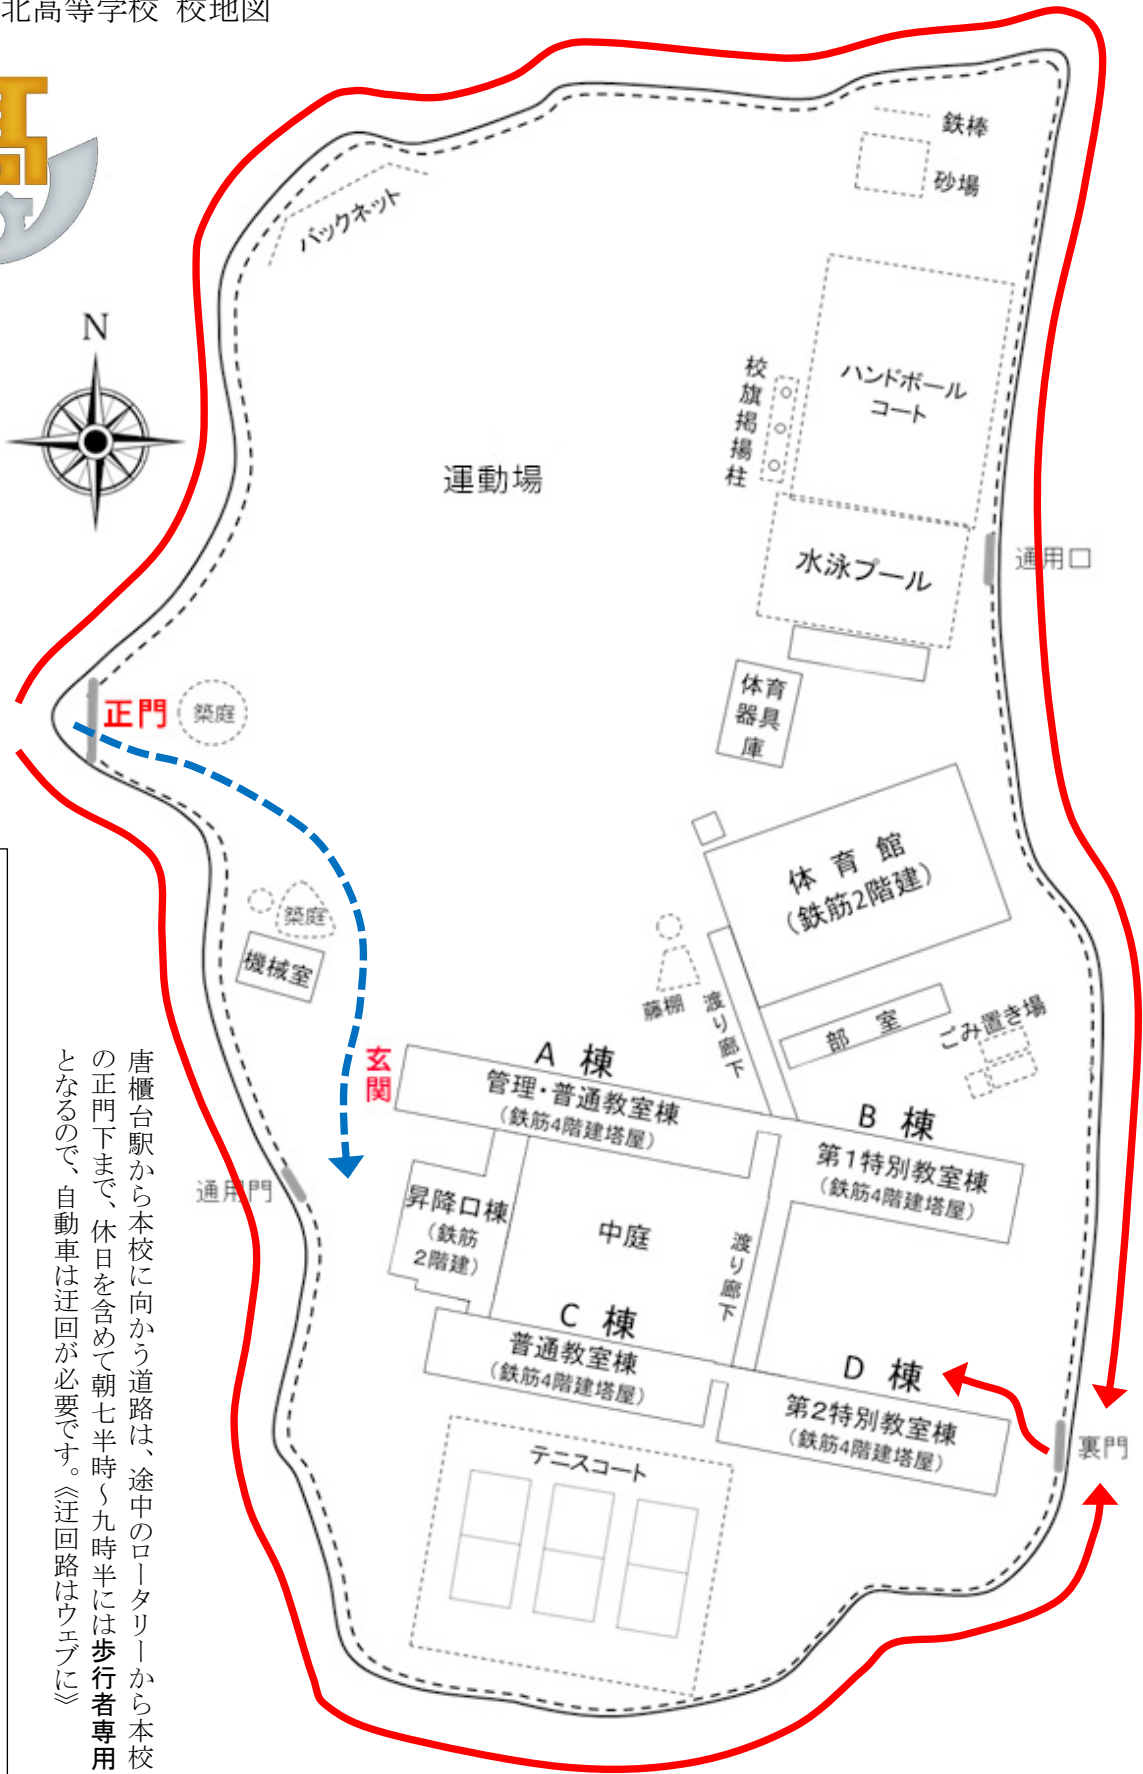 北高等学校 校地図
高
N
鉄棒
砂場
バックネット
ハンドボール
コート
校旗掲揚柱
運動場
水泳プール
通用口
体育
器具
庫
正門
築庭
体育館
(鉄筋2階建)
築庭
機械室
藤棚
渡り廊下
部室
ごみ置き場
玄関
A棟
管理・普通教室棟
(鉄筋4階建塔屋)
B棟
第1特別教室棟
(鉄筋4階建塔屋)
通用門
昇降口棟
(鉄筋
2階建)
中庭
渡り廊下
C棟
普通教室棟
(鉄筋4階建塔屋)
D棟
第2特別教室棟
(鉄筋4階建塔屋)
裏門
テニスコート
唐櫃台駅から本校に向かう道路は、途中のロータリーから本校
の正門下まで、休日を含めて朝七半時～九時半には歩行者専用
となるので、自動車は迂回が必要です。《迂回路はウェブに》